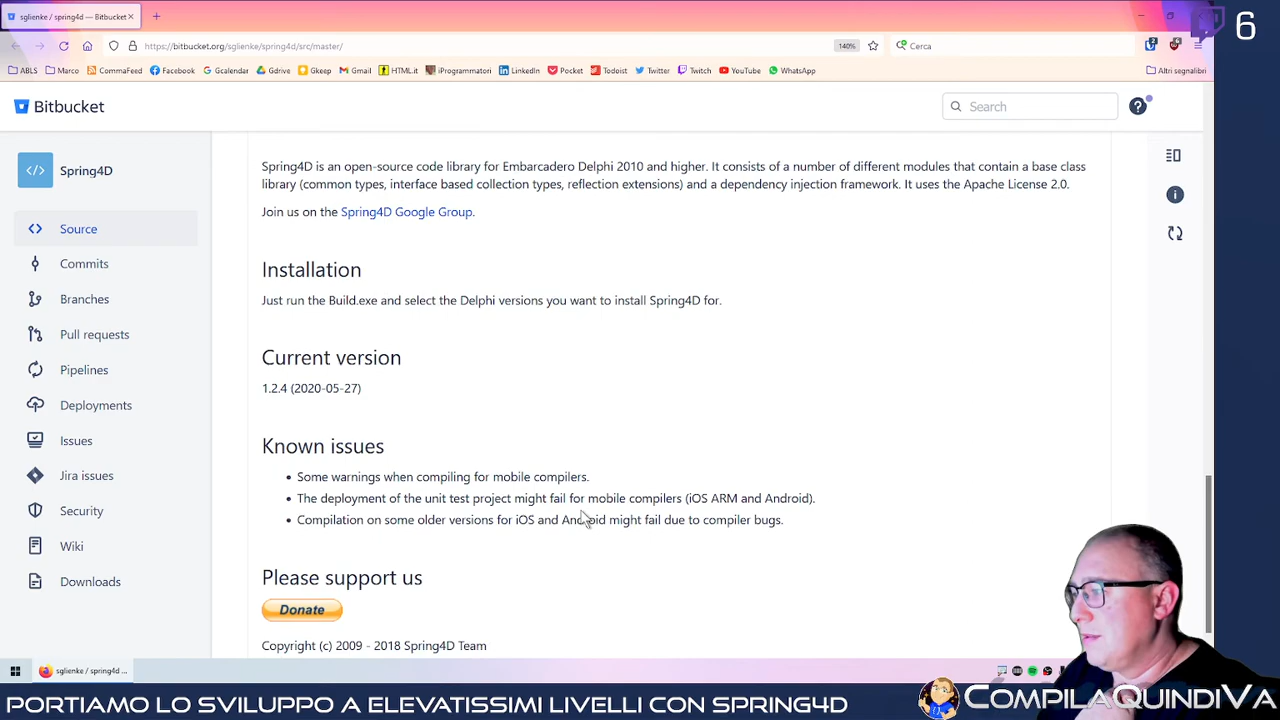 sglienke / spring4d — Bitbucket
6
https://bitbucket.org/sglienke/spring4d/src/master/
140%
Cerca
ABLS
Marco
CommaFeed
Facebook
Gcalendar
Gdrive
Gkeep
Gmail
HTML.it
iProgrammatori
LinkedIn
Pocket
Todoist
Twitter
Twitch
YouTube
WhatsApp
Altri segnalibri
Bitbucket
Search
Spring4D
Source
Commits
Branches
Pull requests
Pipelines
Deployments
Issues
Jira issues
Security
Wiki
Downloads
Spring4D is an open-source code library for Embarcadero Delphi 2010 and higher. It consists of a number of different modules that contain a base class
library (common types, interface based collection types, reflection extensions) and a dependency injection framework. It uses the Apache License 2.0.
Join us on the Spring4D Google Group.
Installation
Just run the Build.exe and select the Delphi versions you want to install Spring4D for.
Current version
1.2.4 (2020-05-27)
Known issues
• Some warnings when compiling for mobile compilers.
• The deployment of the unit test project might fail for mobile compilers (iOS ARM and Android).
• Compilation on some older versions for iOS and Android might fail due to compiler bugs.
Please support us
Donate
Copyright (c) 2009 - 2018 Spring4D Team
sglienke / spring4d ...
PORTIAMO LO SVILUPPO A ELEVATISSIMI LIVELLI CON SPRING4D
COMPILAQUINDIVA